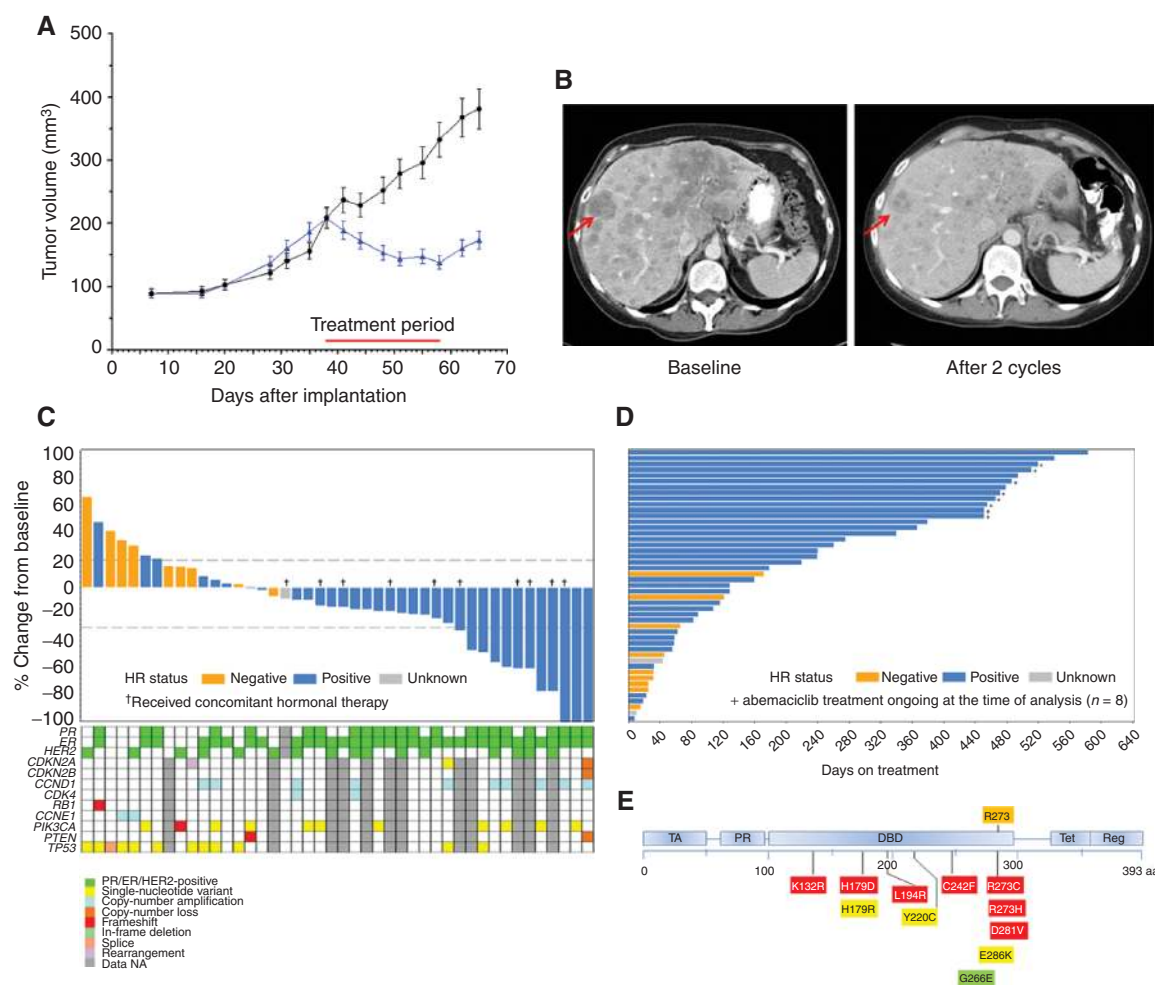 A
500
400
300
200
100
0
Tumor volume (mm³)
Treatment period
0 10 20 30 40 50 60 70
Days after implantation
B
Baseline
After 2 cycles
C
100
80
60
40
20
0
−20
−40
−60
−80
−100
% Change from baseline
† † † † † † † † † †
HR status Negative Positive Unknown
†Received concomitant hormonal therapy
PR
ER
HER2
CDKN2A
CDKN2B
CCND1
CDK4
RB1
CCNE1
PIK3CA
PTEN
TP53
PR/ER/HER2-positive
Single-nucleotide variant
Copy-number amplification
Copy-number loss
Frameshift
In-frame deletion
Splice
Rearrangement
Data NA
D
HR status Negative Positive Unknown
+ abemaciclib treatment ongoing at the time of analysis (n = 8)
0 40 80 120 160 200 240 280 320 360 400 440 480 520 560 600 640
Days on treatment
E
R273
TA PR DBD Tet Reg
0 100 200 300 393 aa
K132R H179D L194R C242F R273C
H179R Y220C R273H
D281V
E286K
G266E